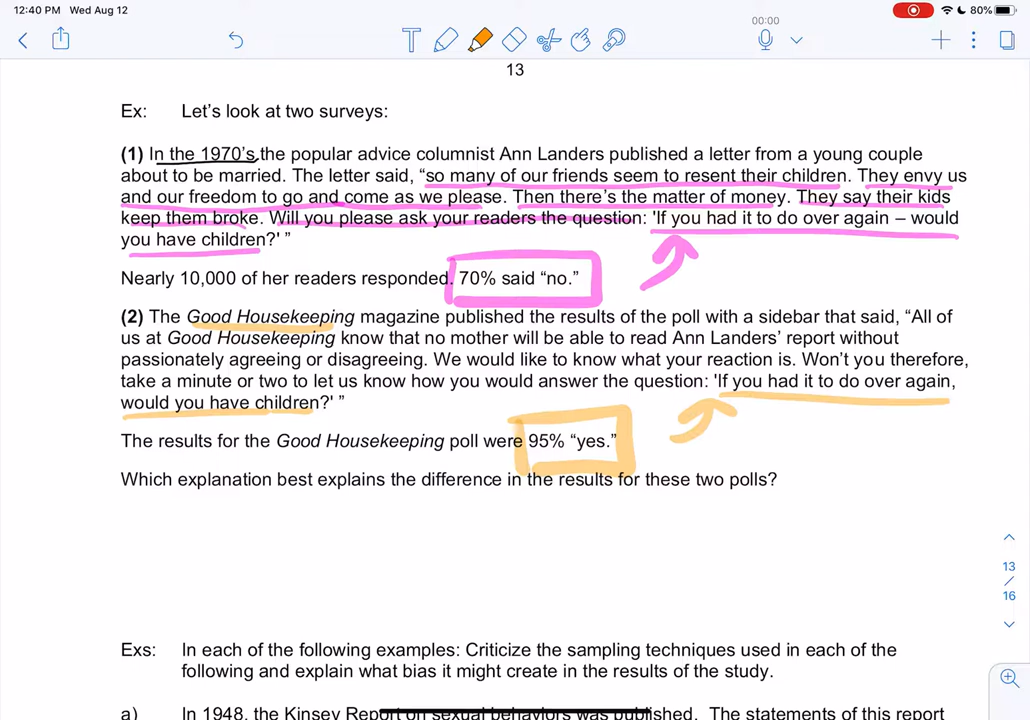 12:40 PM Wed Aug 12
80%
00:00
T
13
Ex: Let's look at two surveys:
(1) In the 1970's the popular advice columnist Ann Landers published a letter from a young couple
about to be married. The letter said, “so many of our friends seem to resent their children. They envy us
and our freedom to go and come as we please. Then there's the matter of money. They say their kids
keep them broke. Will you please ask your readers the question: 'If you had it to do over again – would
you have children?' ”
Nearly 10,000 of her readers responded. 70% said “no.”
(2) The Good Housekeeping magazine published the results of the poll with a sidebar that said, “All of
us at Good Housekeeping know that no mother will be able to read Ann Landers' report without
passionately agreeing or disagreeing. We would like to know what your reaction is. Won't you therefore,
take a minute or two to let us know how you would answer the question: 'If you had it to do over again,
would you have children?' ”
The results for the Good Housekeeping poll were 95% “yes.”
Which explanation best explains the difference in the results for these two polls?
13
/
16
Exs: In each of the following examples: Criticize the sampling techniques used in each of the
following and explain what bias it might create in the results of the study.
a) In 1948, the Kinsey Report on sexual behaviors was published. The statements of this report